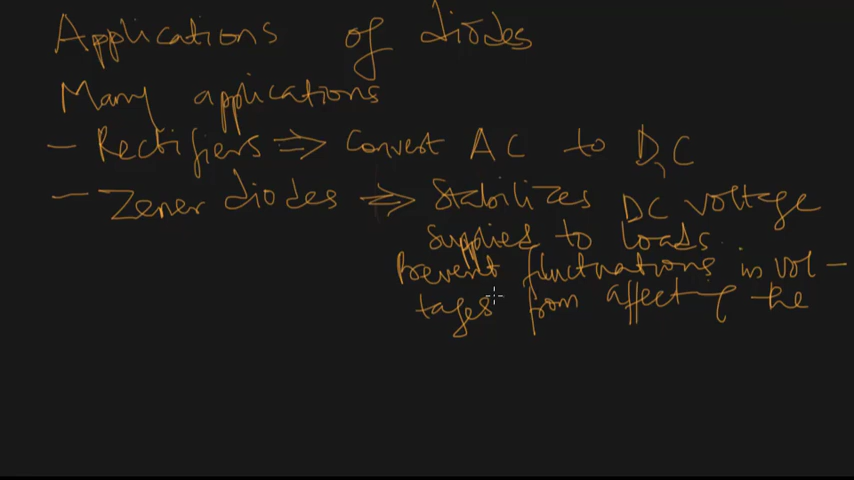 Applications of diodes
Many applications
- Rectifiers => Convert AC to DC
- Zener diodes => Stabilizes DC voltage
supplied to loads.
Prevent fluctuations in vol-
tages from affecting the